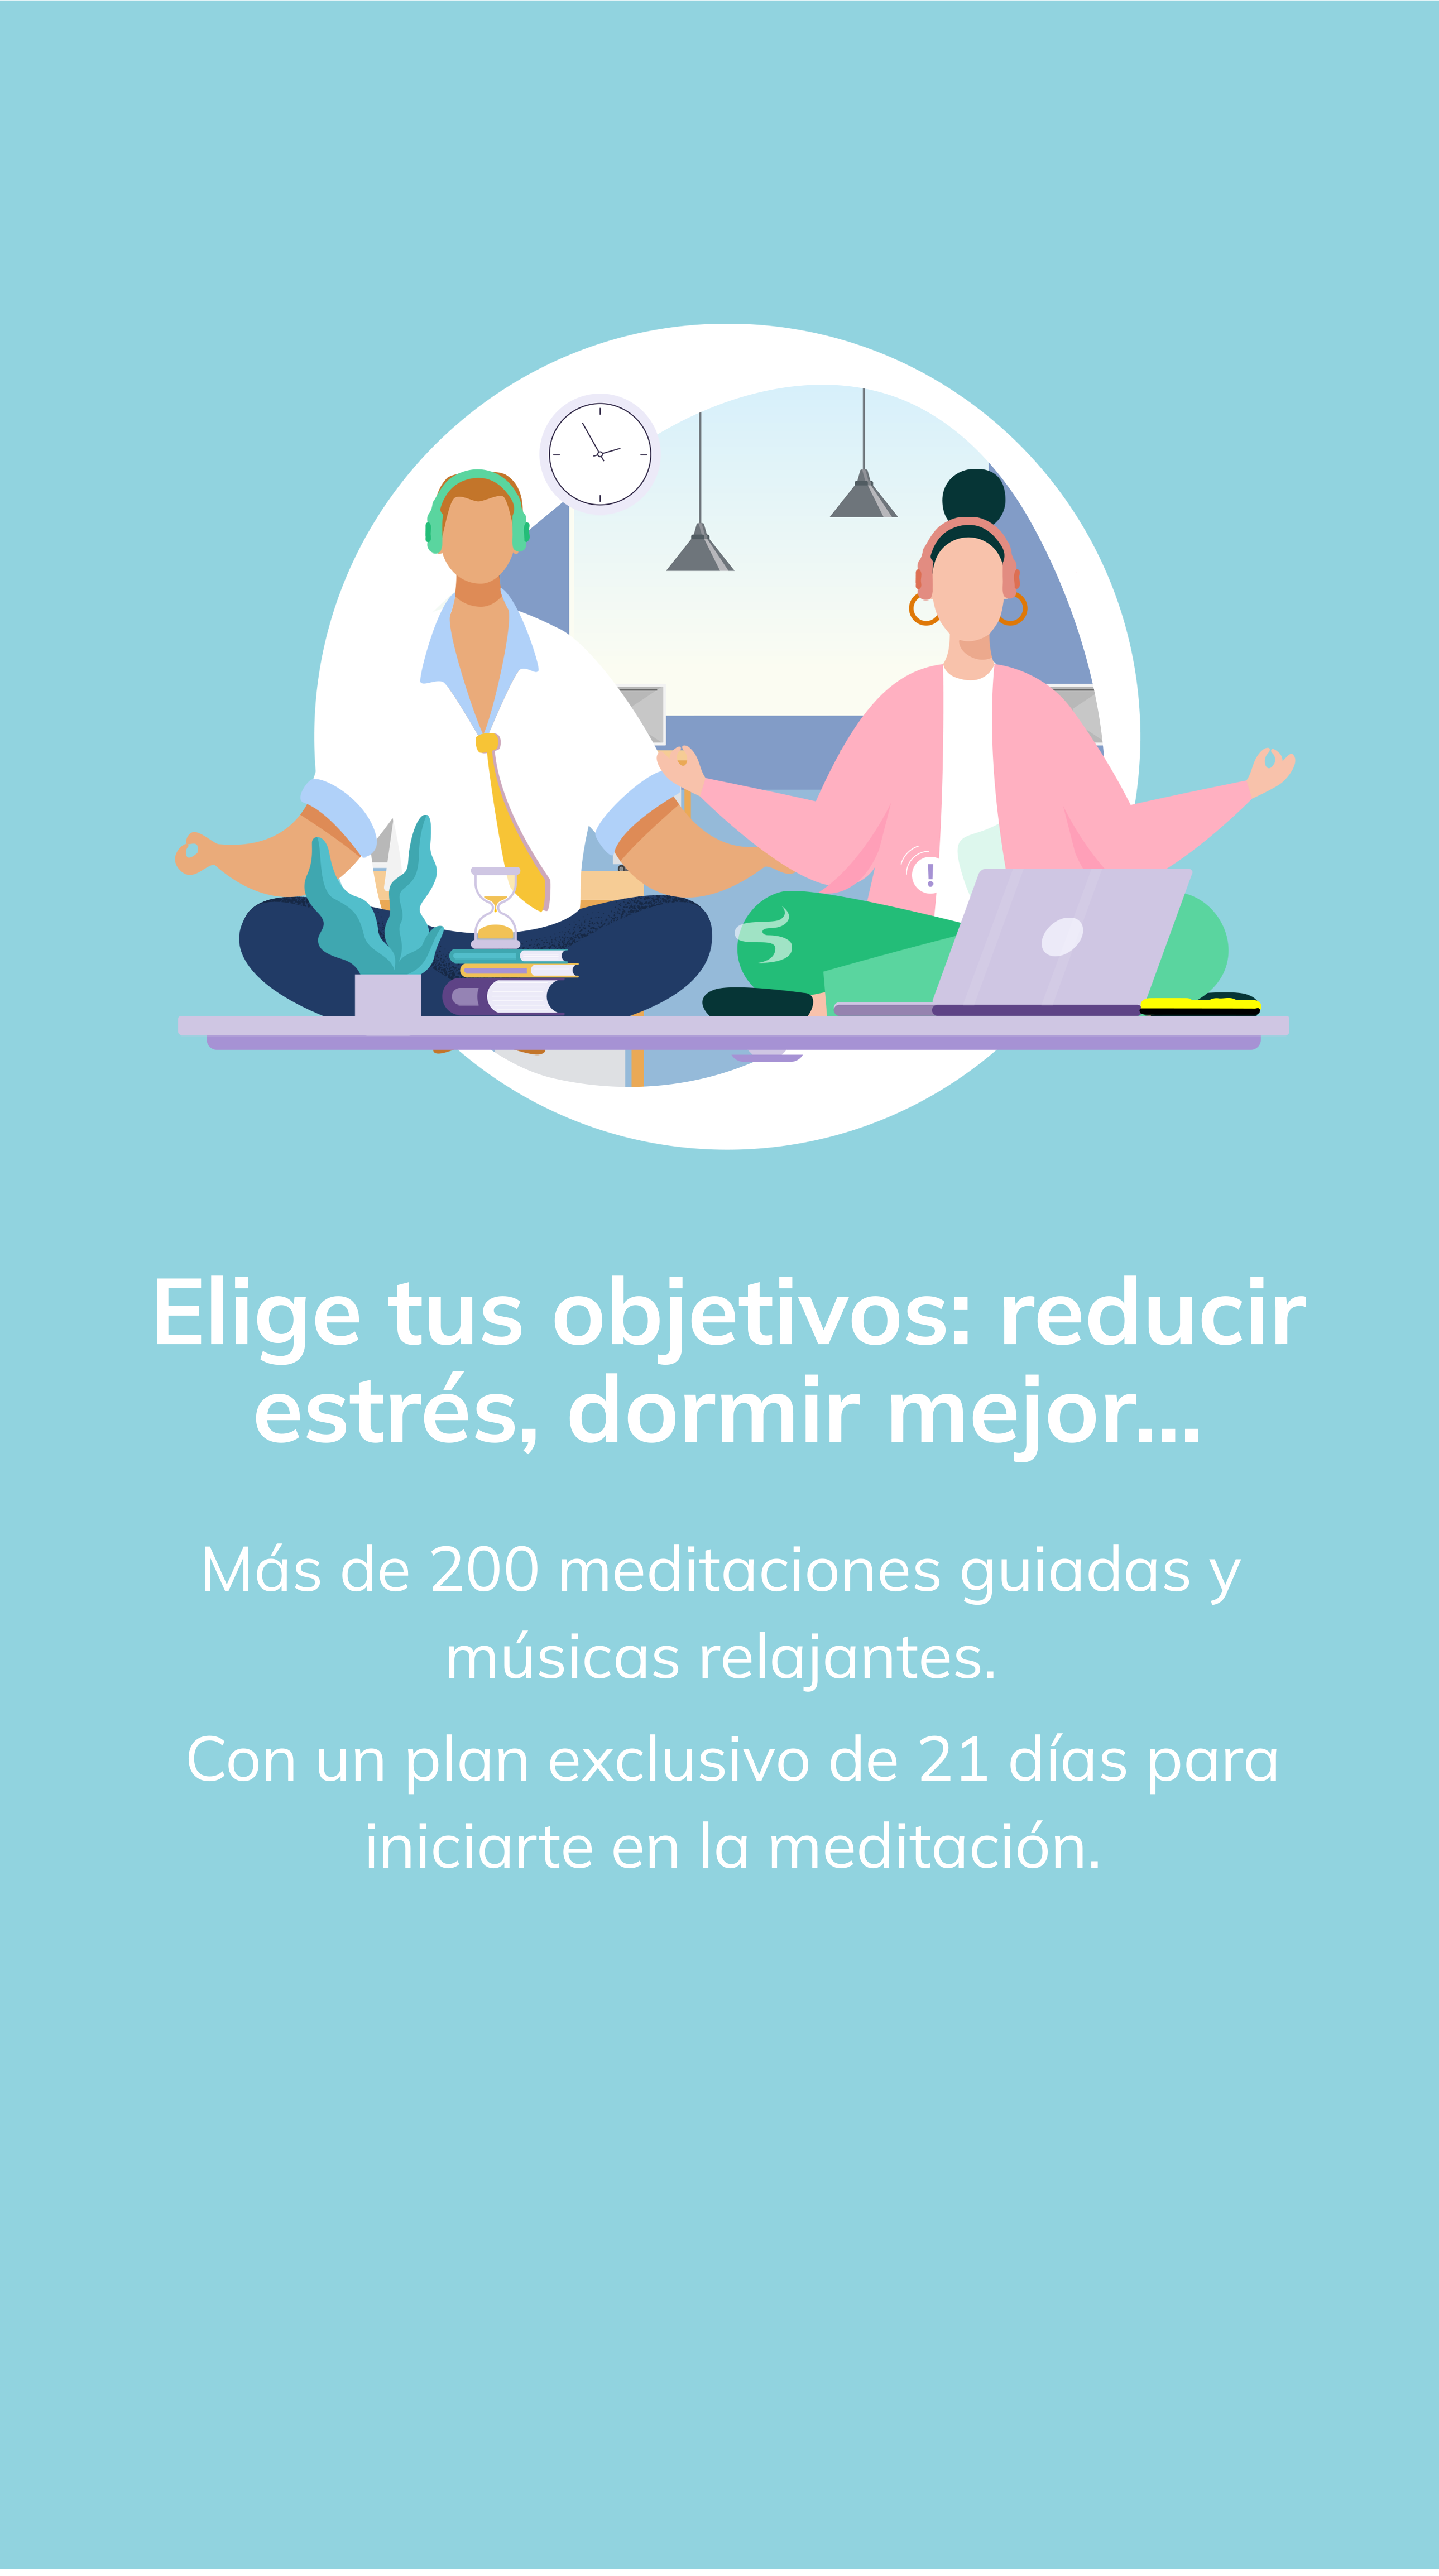 Elige tus objetivos: reducir
estrés, dormir mejor...
Más de 200 meditaciones guiadas y
músicas relajantes.
Con un plan exclusivo de 21 días para
iniciarte en la meditación.